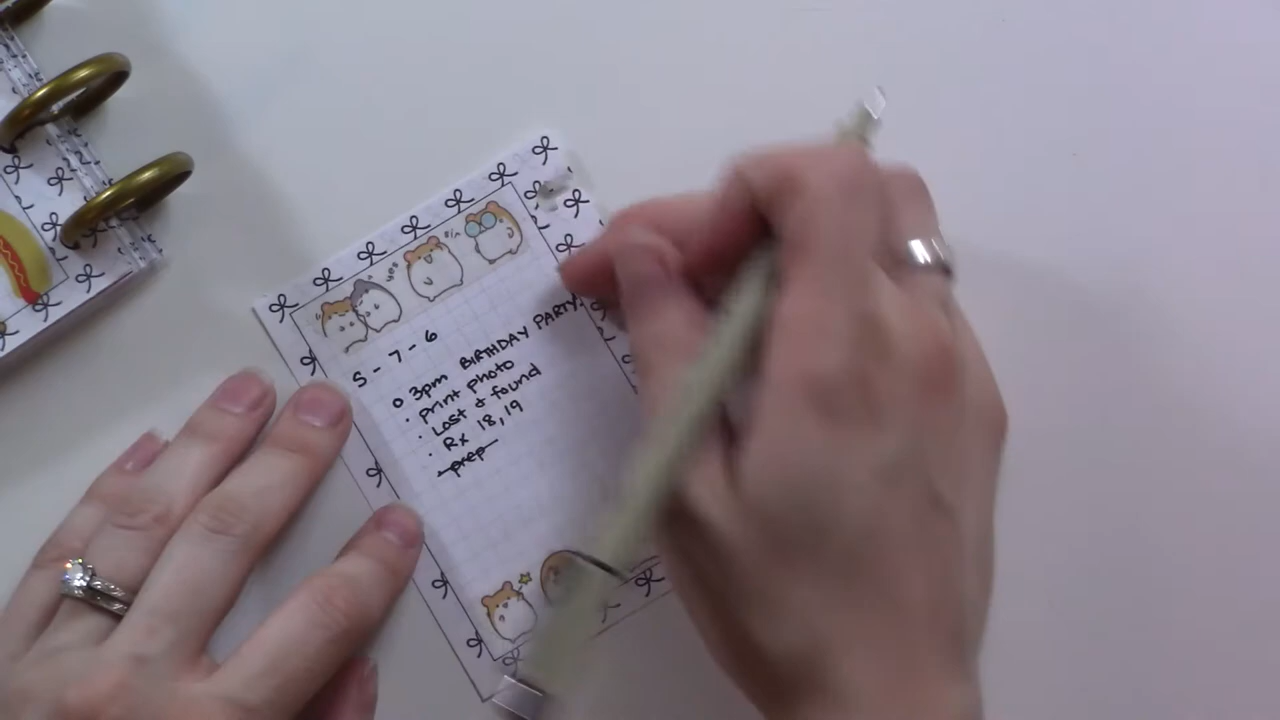 S - 7 - 6
o 3pm BIRTHDAY PARTY
· print photo
· Lost & found
· Rx 18, 19
prep